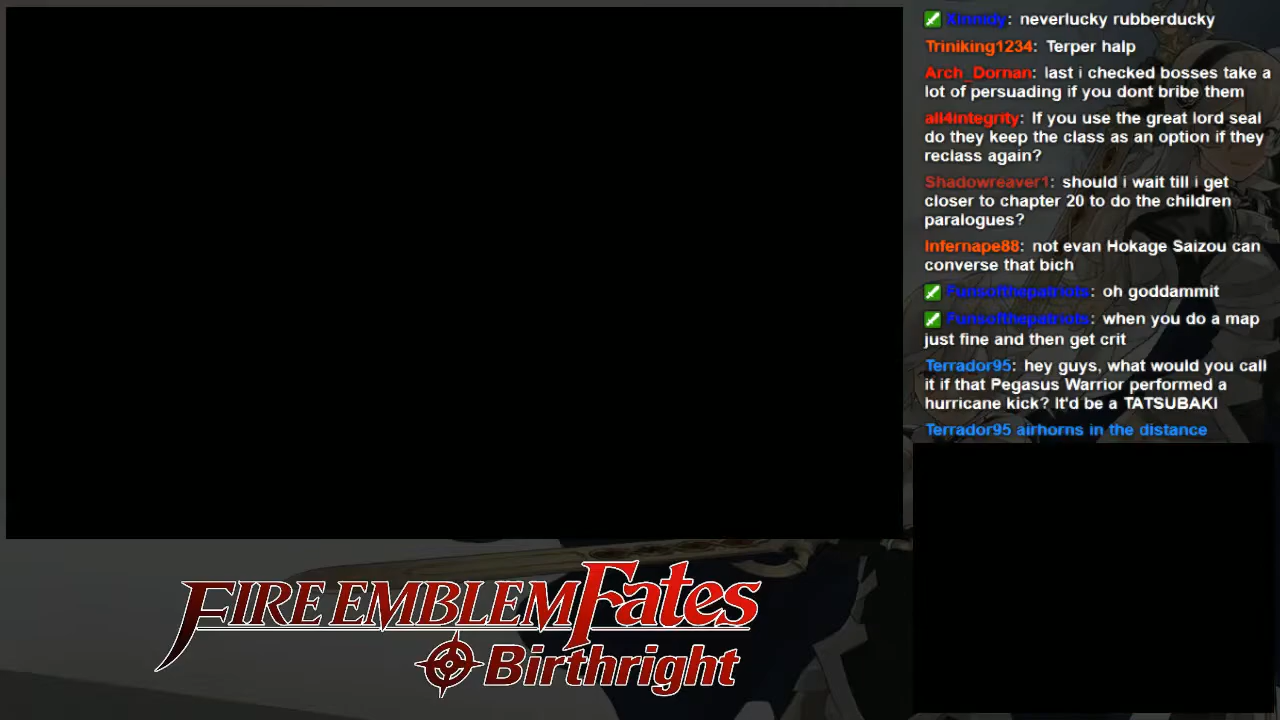 Xinmdy: neverlucky rubberducky
Triniking1234: Terper halp
Arch_Dornan: last i checked bosses take a
lot of persuading if you dont bribe them
all4integrity: If you use the great lord seal
do they keep the class as an option if they
reclass again?
Shadowreaver1: should i wait till i get
closer to chapter 20 to do the children
paralogues?
Infernape88: not evan Hokage Saizou can
converse that bich
Funsofthepatriots: oh goddammit
Funsofthepatriots: when you do a map
just fine and then get crit
Terrador95: hey guys, what would you call
it if that Pegasus Warrior performed a
hurricane kick? It'd be a TATSUBAKI
Terrador95 airhorns in the distance
FIRE EMBLEM Fates
Birthright